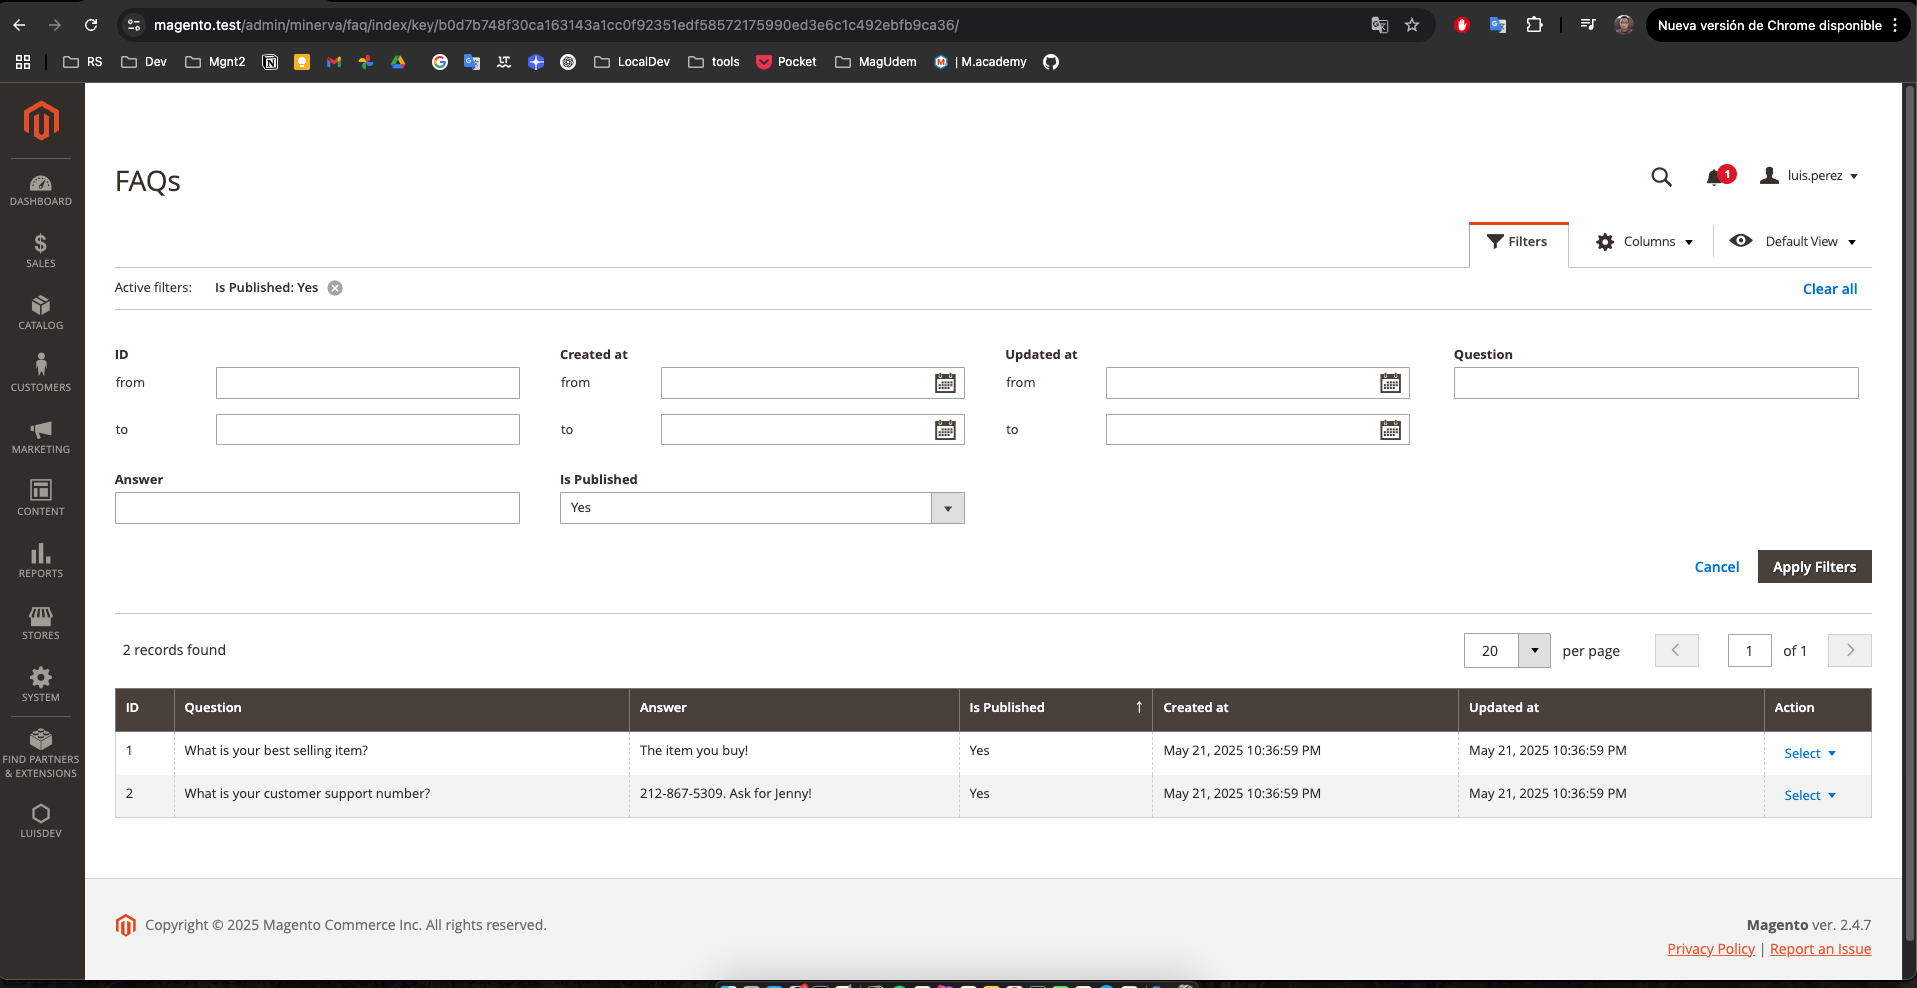 magento.test/admin/minerva/faq/index/key/b0d7b748f30ca163143a1cc0f92351edf58572175990ed3e6c1c492ebfb9ca36/
Nueva versión de Chrome disponible
RS Dev Mgnt2 LocalDev tools Pocket MagUdem | M.academy
FAQs
1
luis.perez
DASHBOARD
SALES
CATALOG
CUSTOMERS
MARKETING
CONTENT
REPORTS
STORES
SYSTEM
FIND PARTNERS
& EXTENSIONS
LUISDEV
Filters Columns Default View
Active filters: Is Published: Yes Clear all
ID Created at Updated at Question
from from from
to to to
Answer Is Published
Yes
Cancel Apply Filters
2 records found 20 per page 1 of 1
ID Question Answer Is Published ↑ Created at Updated at Action
1 What is your best selling item? The item you buy! Yes May 21, 2025 10:36:59 PM May 21, 2025 10:36:59 PM Select
2 What is your customer support number? 212-867-5309. Ask for Jenny! Yes May 21, 2025 10:36:59 PM May 21, 2025 10:36:59 PM Select
Copyright © 2025 Magento Commerce Inc. All rights reserved.
Magento ver. 2.4.7
Privacy Policy | Report an Issue